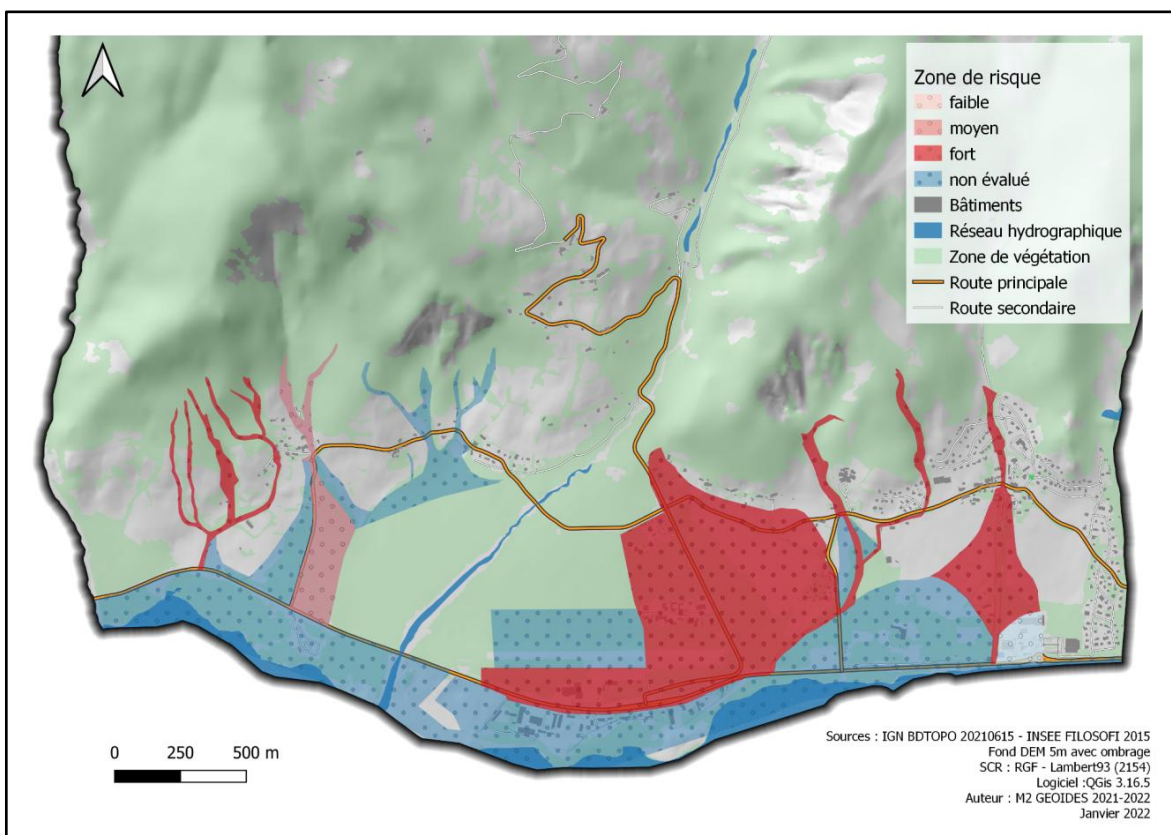 Zone de risque
faible
moyen
fort
non évalué
Bâtiments
Réseau hydrographique
Zone de végétation
Route principale
Route secondaire
0 250 500 m
Sources : IGN BDTOPO 20210615 - INSEE FILOSOFI 2015
Fond DEM 5m avec ombrage
SCR : RGF - Lambert93 (2154)
Logiciel :QGis 3.16.5
Auteur : M2 GEOIDES 2021-2022
Janvier 2022